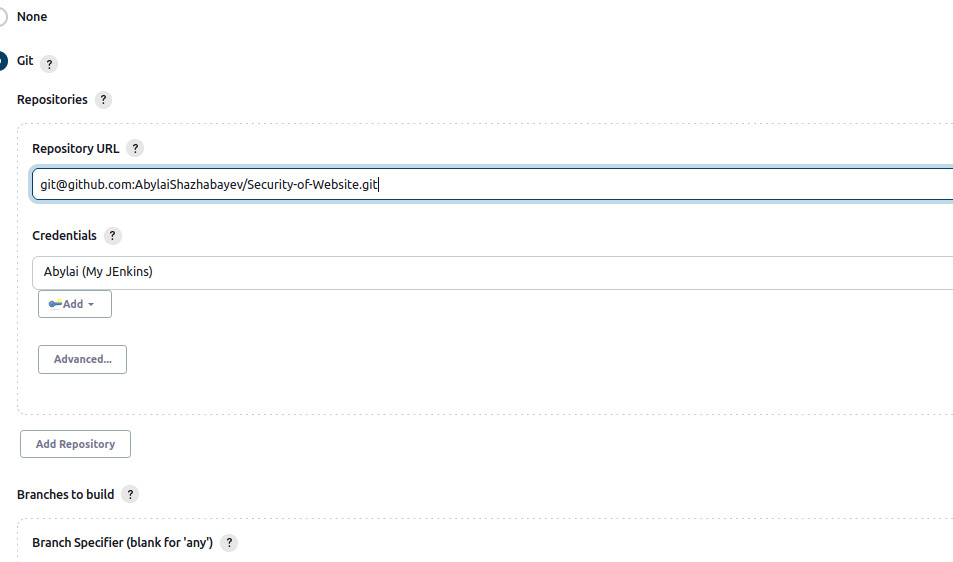 None
Git ?
Repositories ?
Repository URL ?
git@github.com:AbylaiShazhabayev/Security-of-Website.git
Credentials ?
Abylai (My JEnkins)
Add
Advanced...
Add Repository
Branches to build ?
Branch Specifier (blank for 'any') ?